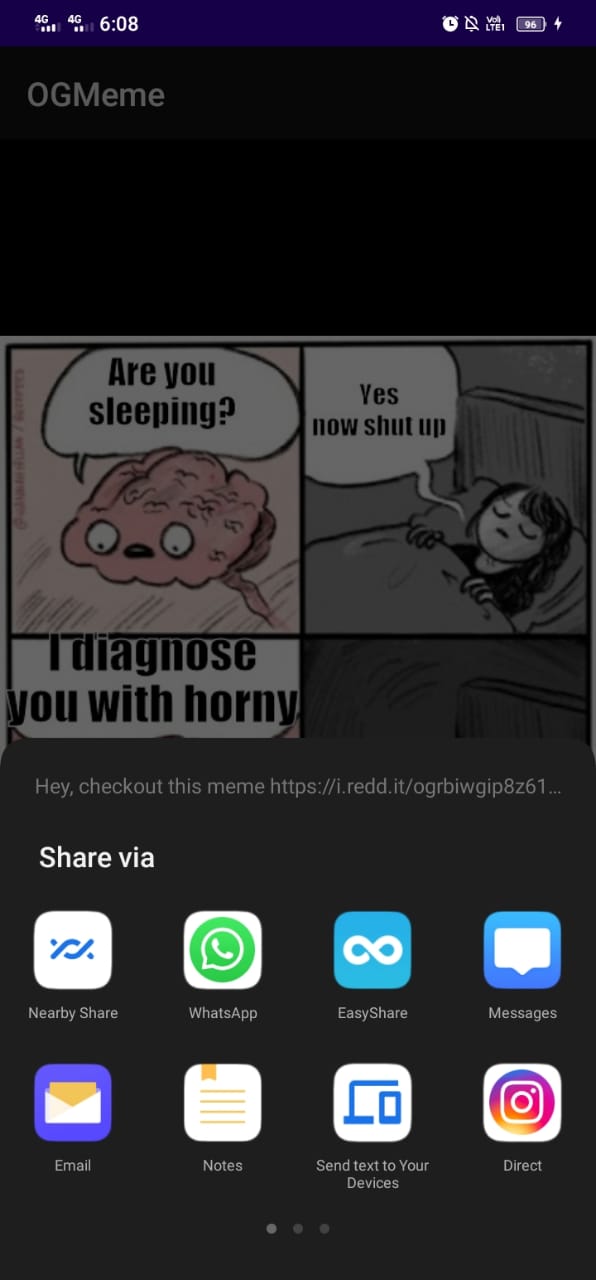 4G 4G 6:08 Vo) LTE1 96
OGMeme
Are you
sleeping?
Yes
now shut up
I diagnose
you with horny
Hey, checkout this meme https://i.redd.it/ogrbiwgip8z61...
Share via
Nearby Share WhatsApp EasyShare Messages
Email Notes Send text to Your Devices Direct